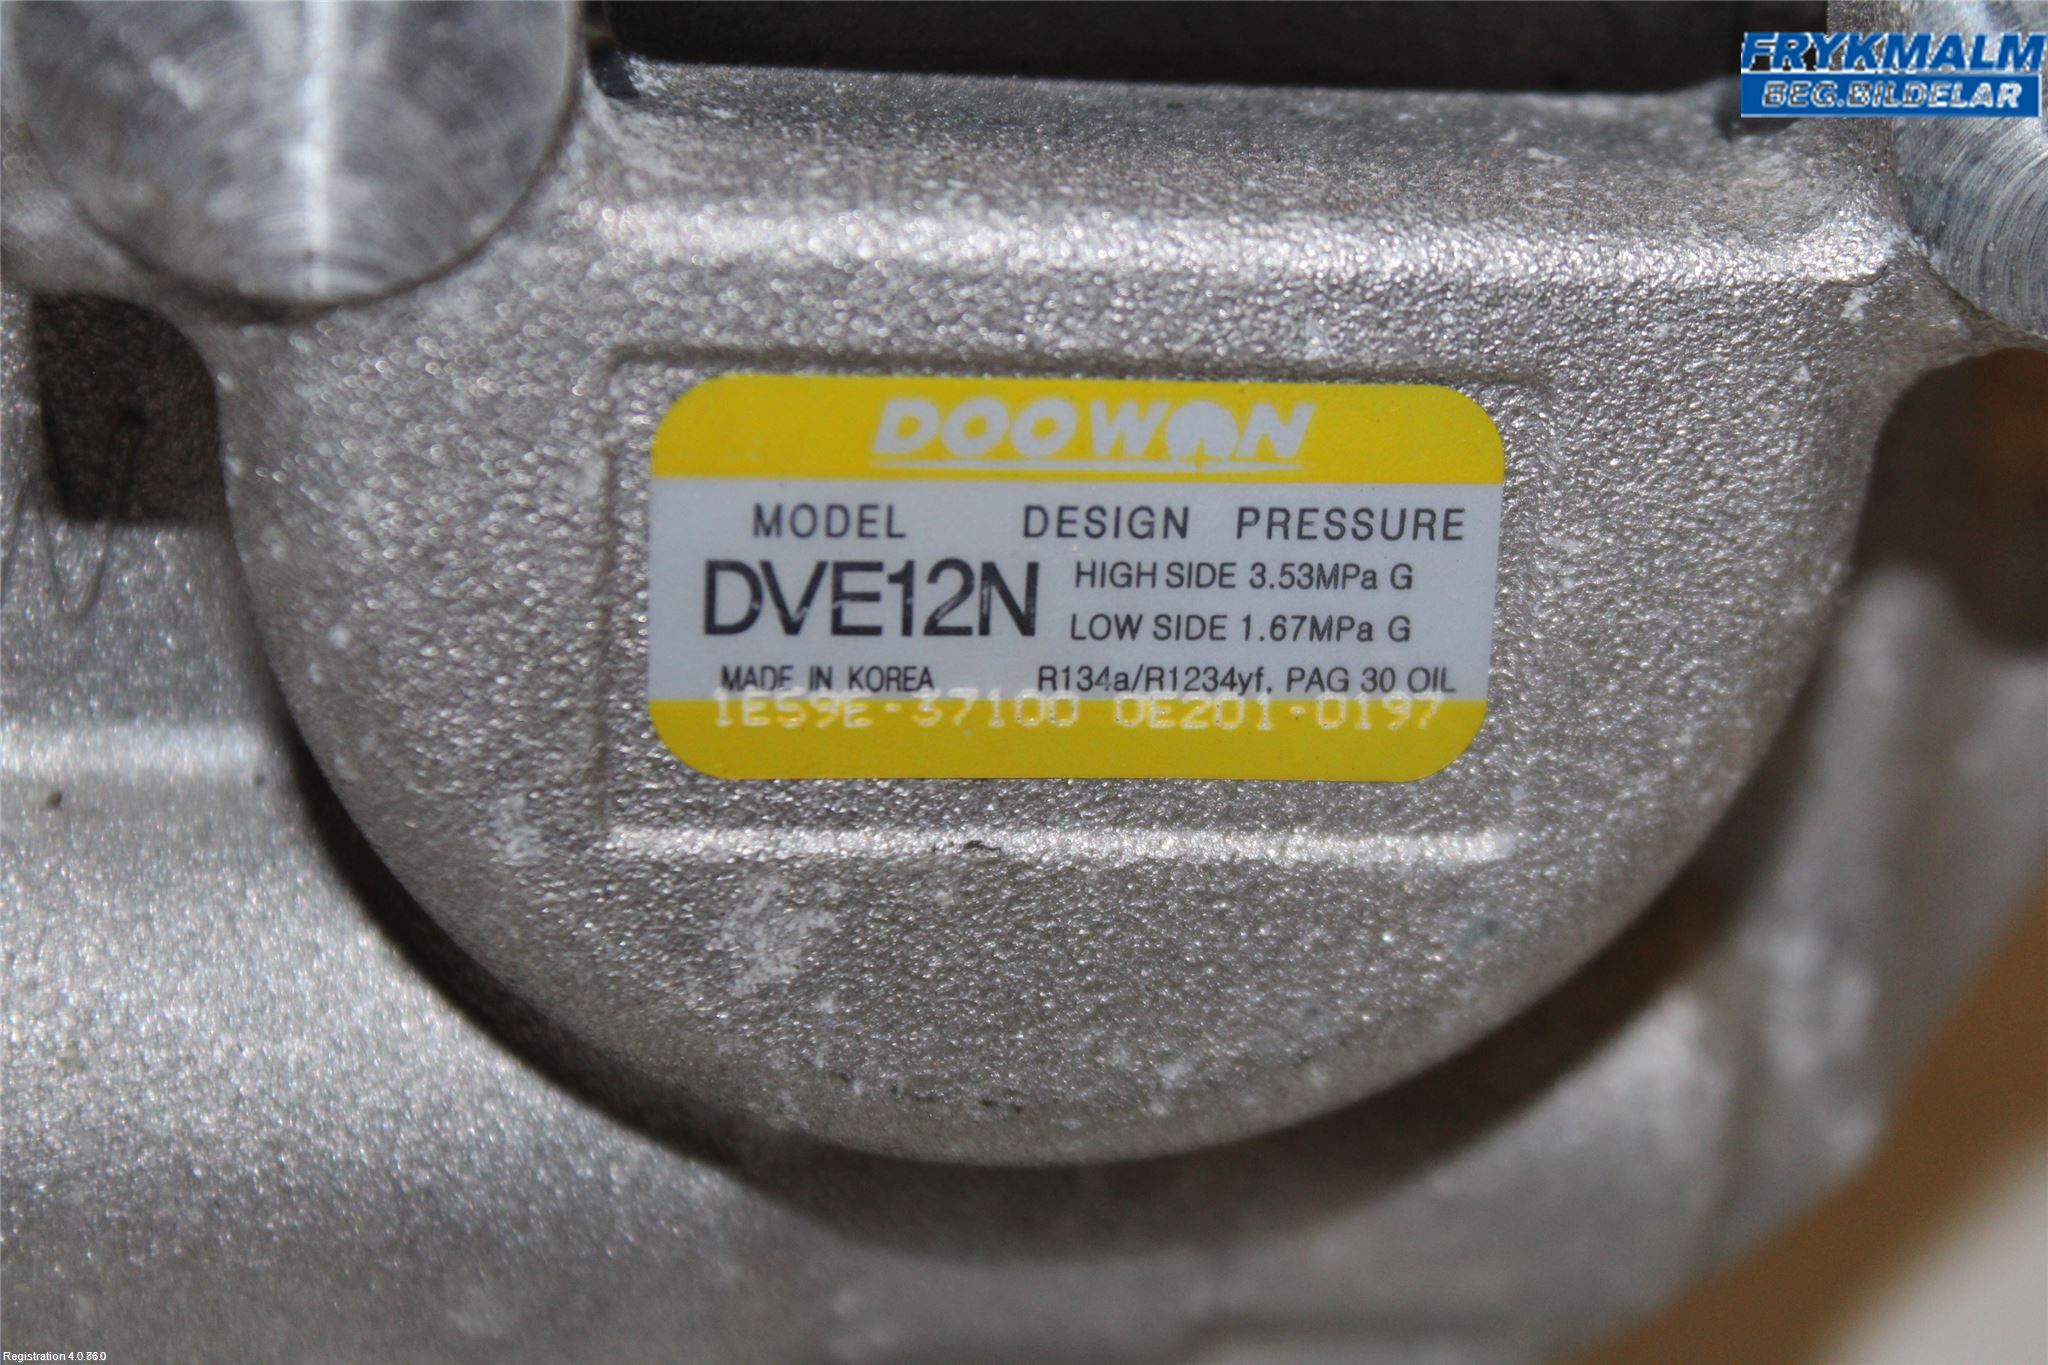 FRYKMALM
BEG.BILDELAR
DOOWON
MODEL DESIGN PRESSURE
DVE12N HIGH SIDE 3.53MPa G
LOW SIDE 1.67MPa G
MADE IN KOREA R134a/R1234yf, PAG 30 OIL
1E59E-37100 0E201-0197
Registration 4.0.86.0